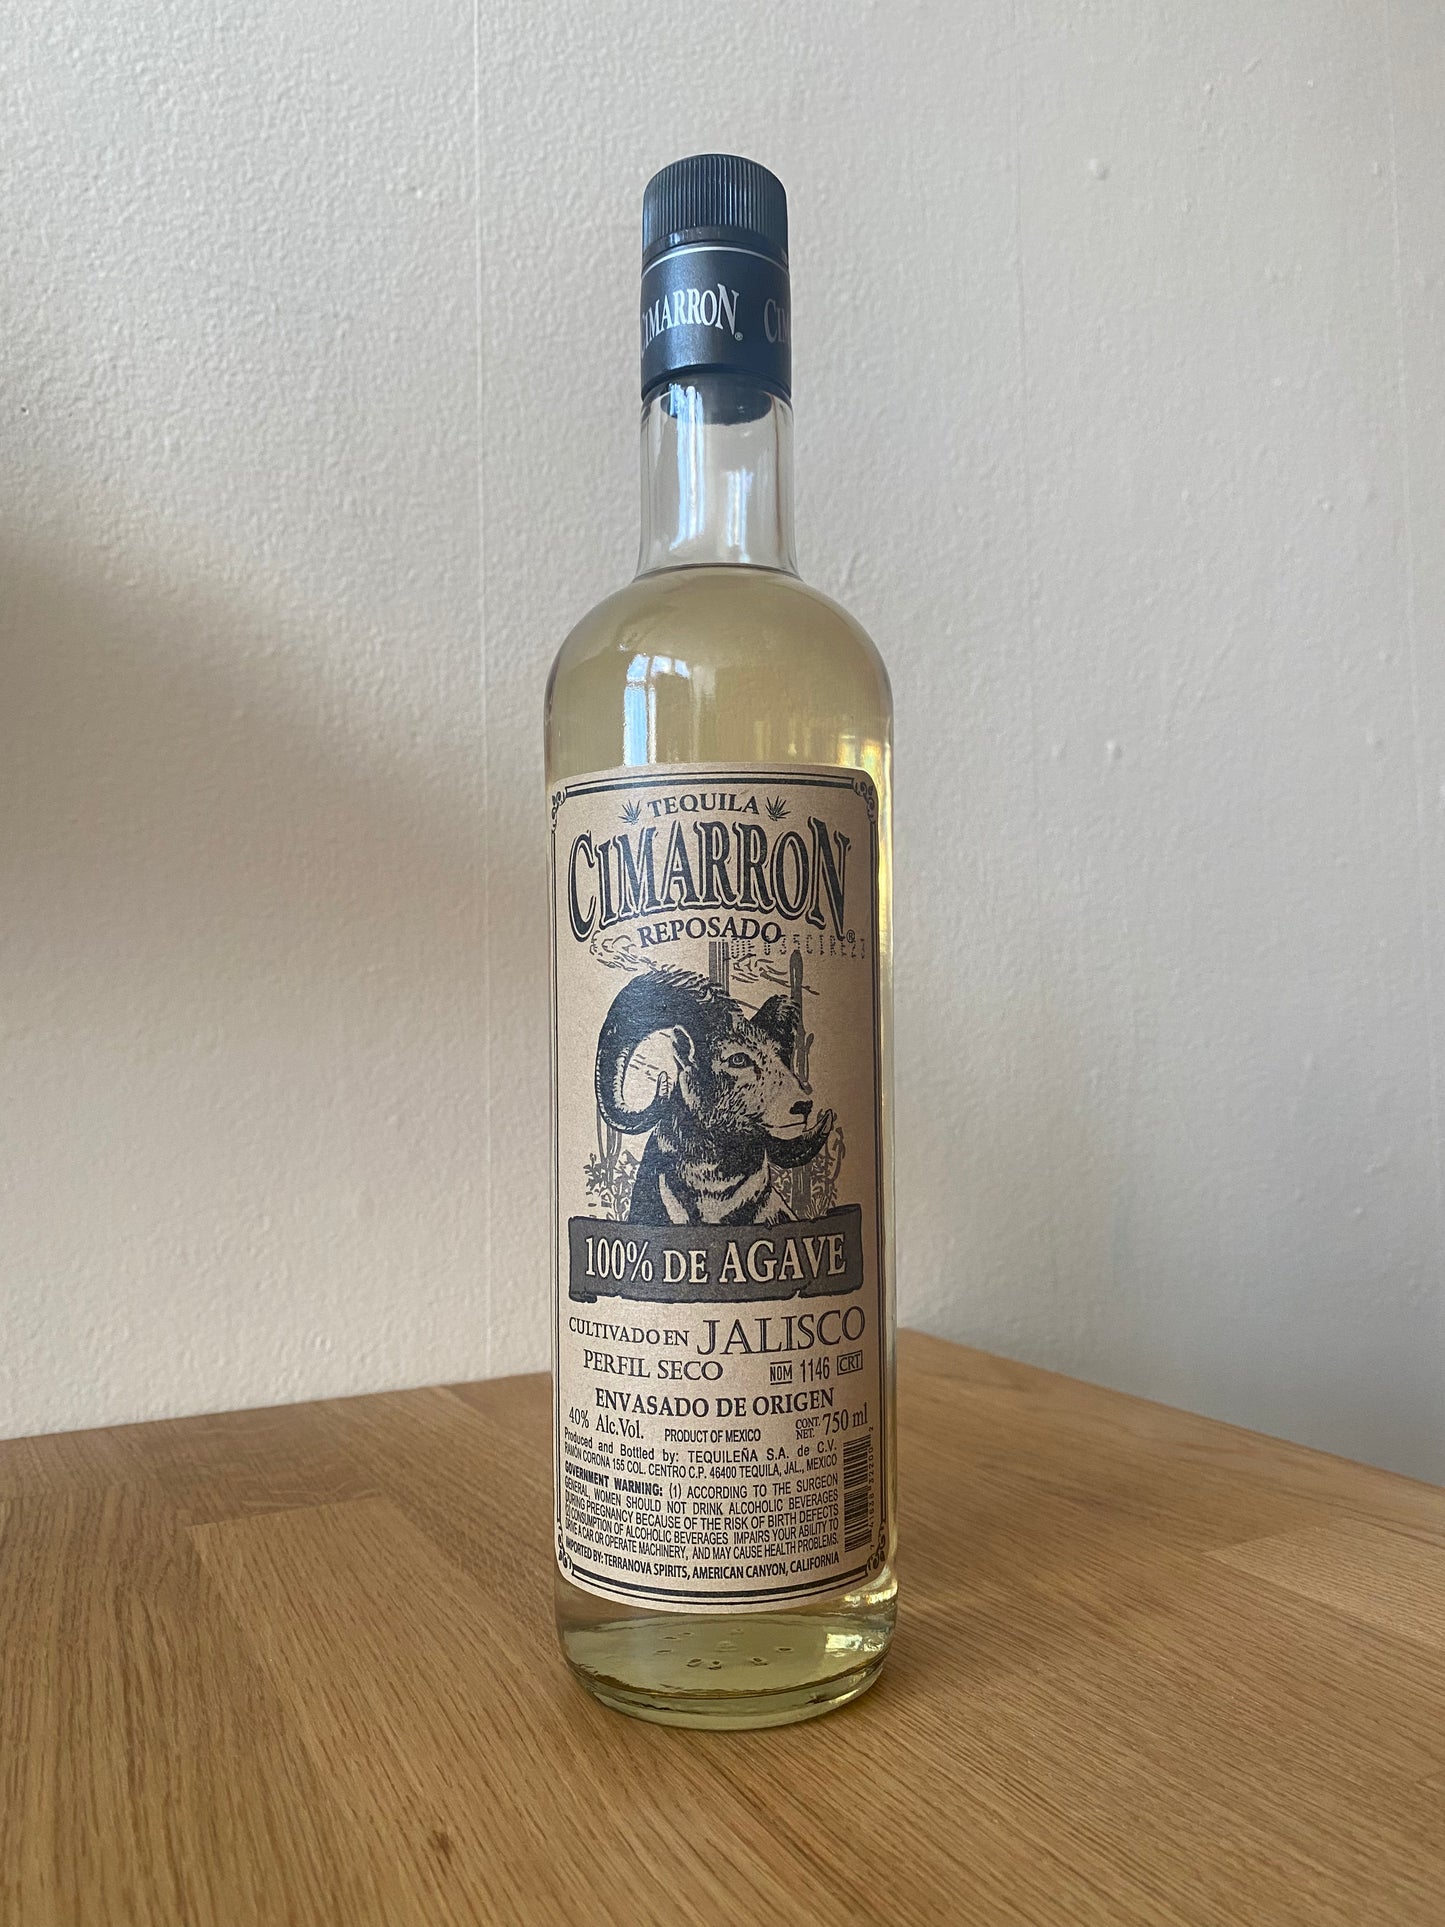 CIMARRON®
TEQUILA
CIMARRON®
REPOSADO
100% DE AGAVE
CULTIVADO EN JALISCO
PERFIL SECO NOM 1146 CRT
ENVASADO DE ORIGEN
40% Alc.Vol. PRODUCT OF MEXICO CONT. NET. 750 ml
Produced and Bottled by: TEQUILEÑA S.A. de C.V.
RAMÓN CORONA 155 COL. CENTRO C.P. 46400 TEQUILA, JAL., MEXICO
GOVERNMENT WARNING: (1) ACCORDING TO THE SURGEON
GENERAL, WOMEN SHOULD NOT DRINK ALCOHOLIC BEVERAGES
DURING PREGNANCY BECAUSE OF THE RISK OF BIRTH DEFECTS
CONSUMPTION OF ALCOHOLIC BEVERAGES IMPAIRS YOUR ABILITY TO
DRIVE A CAR OR OPERATE MACHINERY, AND MAY CAUSE HEALTH PROBLEMS.
IMPORTED BY: TERRANOVA SPIRITS, AMERICAN CANYON, CALIFORNIA